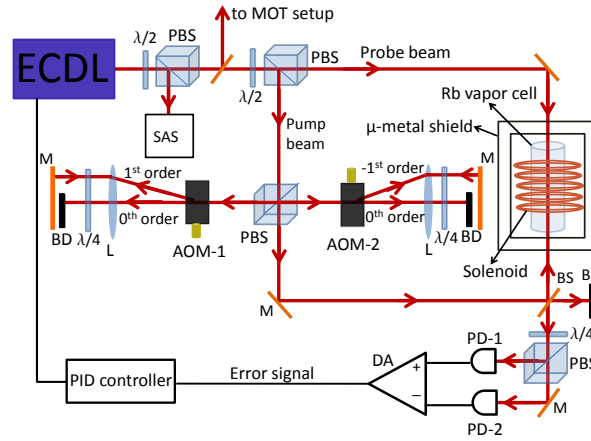 to MOT setup
λ/2
PBS
PBS
Probe beam
ECDL
λ/2
Rb vapor cell
SAS
Pump
beam
μ-metal shield
M
1st order
-1st order
M
0th order
0th order
BD
λ/4
L
AOM-1
PBS
AOM-2
L
λ/4
BD
Solenoid
BS
B
M
λ/4
PD-1
DA
PBS
+
PID controller
Error signal
−
M
PD-2